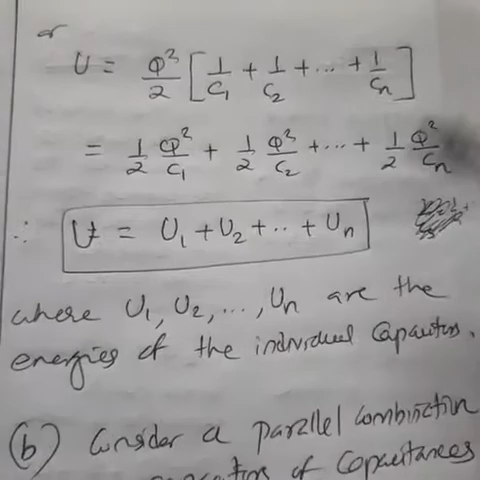 or
U = Q²/2 [1/C₁ + 1/C₂ + ... + 1/Cₙ]
= 1/2 Q²/C₁ + 1/2 Q²/C₂ + ... + 1/2 Q²/Cₙ
∴ U = U₁ + U₂ + .. + Uₙ
where U₁, U₂, ..., Uₙ are the
energies of the individual Capacitors.
(b) Consider a parallel combination
of Capacitances